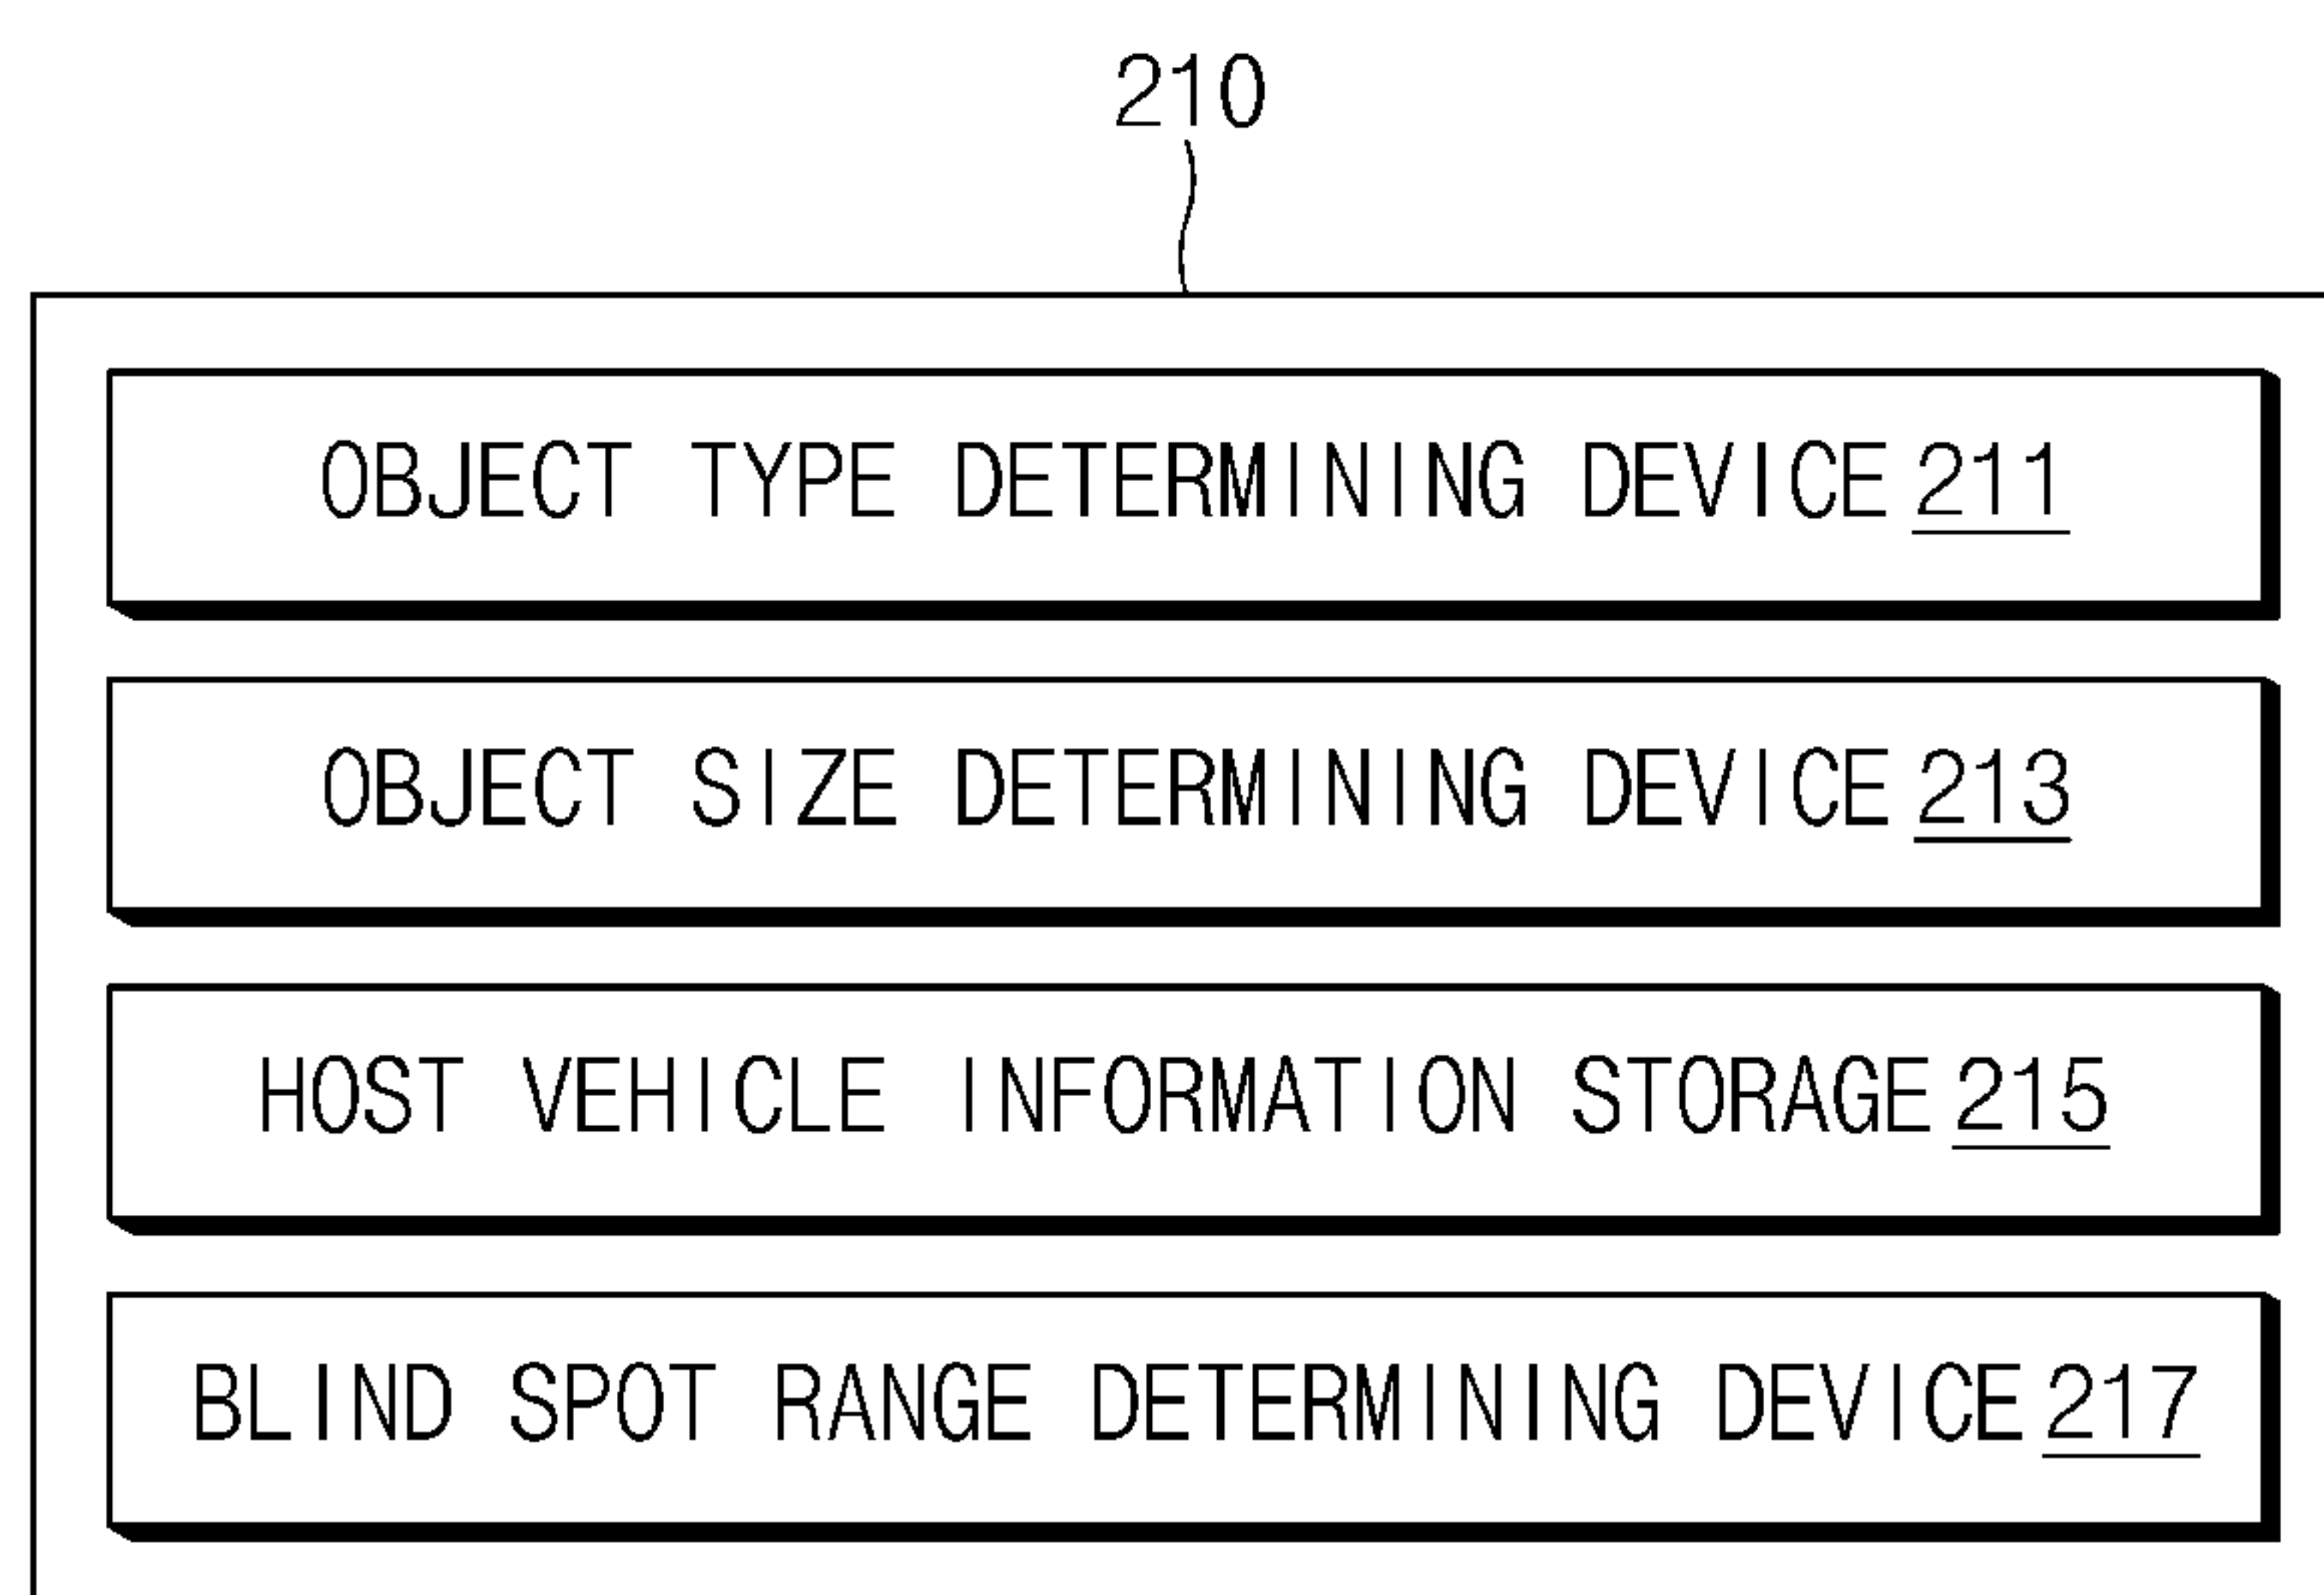 210
OBJECT TYPE DETERMINING DEVICE 211
OBJECT SIZE DETERMINING DEVICE 213
HOST VEHICLE INFORMATION STORAGE 215
BLIND SPOT RANGE DETERMINING DEVICE 217